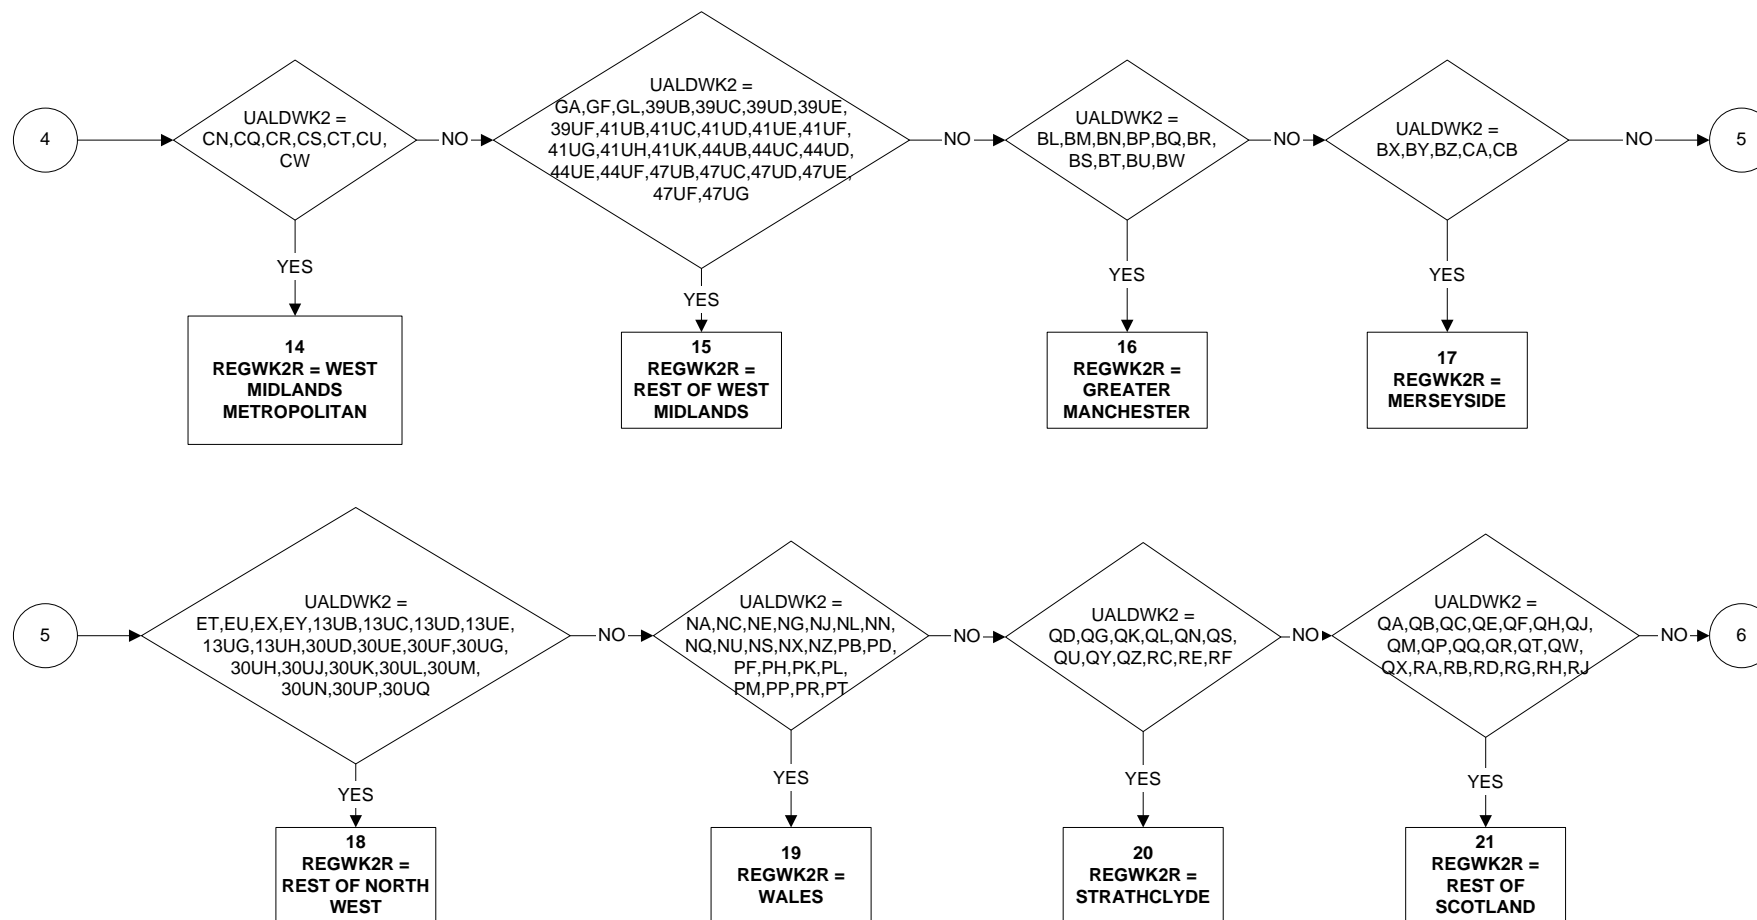 4
UALDWK2 =
CN,CQ,CR,CS,CT,CU,
CW
NO
UALDWK2 =
GA,GF,GL,39UB,39UC,39UD,39UE,
39UF,41UB,41UC,41UD,41UE,41UF,
41UG,41UH,41UK,44UB,44UC,44UD,
44UE,44UF,47UB,47UC,47UD,47UE,
47UF,47UG
NO
UALDWK2 =
BL,BM,BN,BP,BQ,BR,
BS,BT,BU,BW
NO
UALDWK2 =
BX,BY,BZ,CA,CB
NO
5
YES
YES
YES
YES
14
REGWK2R = WEST
MIDLANDS
METROPOLITAN
15
REGWK2R =
REST OF WEST
MIDLANDS
16
REGWK2R =
GREATER
MANCHESTER
17
REGWK2R =
MERSEYSIDE
5
UALDWK2 =
ET,EU,EX,EY,13UB,13UC,13UD,13UE,
13UG,13UH,30UD,30UE,30UF,30UG,
30UH,30UJ,30UK,30UL,30UM,
30UN,30UP,30UQ
NO
UALDWK2 =
NA,NC,NE,NG,NJ,NL,NN,
NQ,NU,NS,NX,NZ,PB,PD,
PF,PH,PK,PL,
PM,PP,PR,PT
NO
UALDWK2 =
QD,QG,QK,QL,QN,QS,
QU,QY,QZ,RC,RE,RF
NO
UALDWK2 =
QA,QB,QC,QE,QF,QH,QJ,
QM,QP,QQ,QR,QT,QW,
QX,RA,RB,RD,RG,RH,RJ
NO
6
YES
YES
YES
YES
18
REGWK2R =
REST OF NORTH
WEST
19
REGWK2R =
WALES
20
REGWK2R =
STRATHCLYDE
21
REGWK2R =
REST OF
SCOTLAND